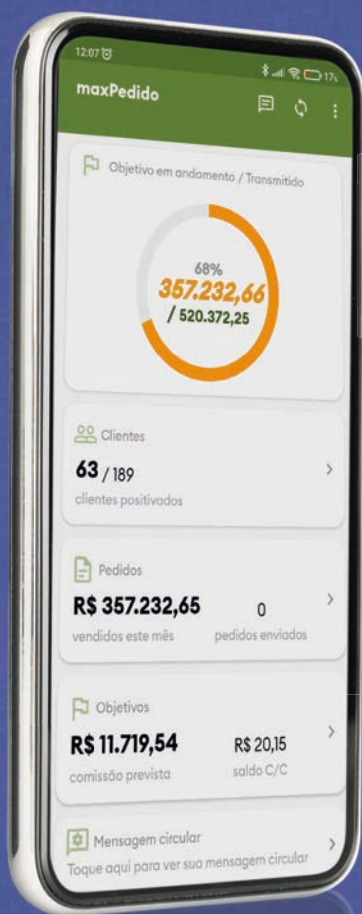 12:07
17%
maxPedido
Objetivo em andamento / Transmitido
68%
357.232,66
/ 520.372,25
Clientes
63 / 189
clientes positivados
Pedidos
R$ 357.232,65 0
vendidos este mês pedidos enviados
Objetivos
R$ 11.719,54 R$ 20,15
comissão prevista saldo C/C
Mensagem circular
Toque aqui para ver sua mensagem circular